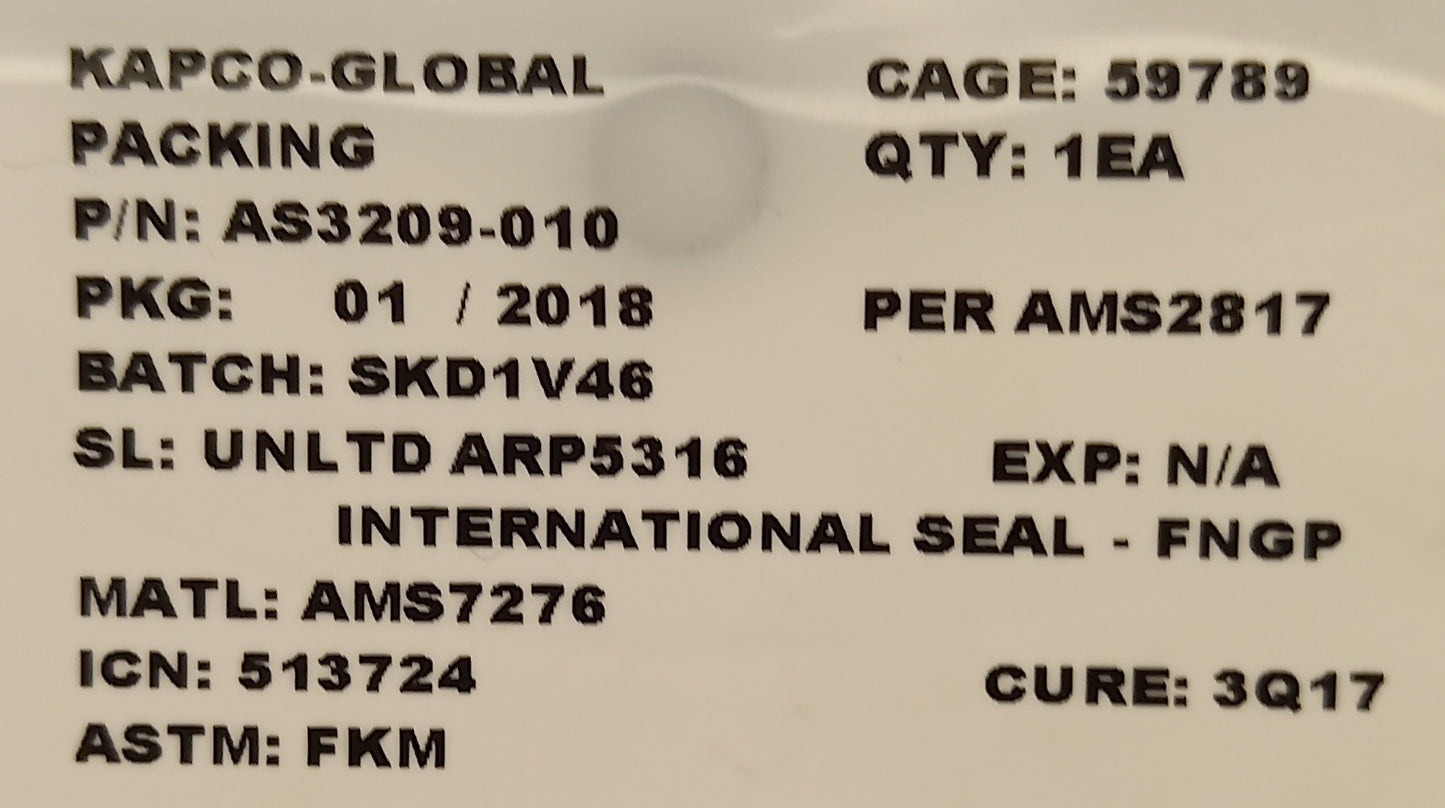 KAPCO-GLOBAL CAGE: 59789
PACKING QTY: 1EA
P/N: AS3209-010
PKG: 01 / 2018 PER AMS2817
BATCH: SKD1V46
SL: UNLTD ARP5316 EXP: N/A
INTERNATIONAL SEAL - FNGP
MATL: AMS7276
ICN: 513724 CURE: 3Q17
ASTM: FKM